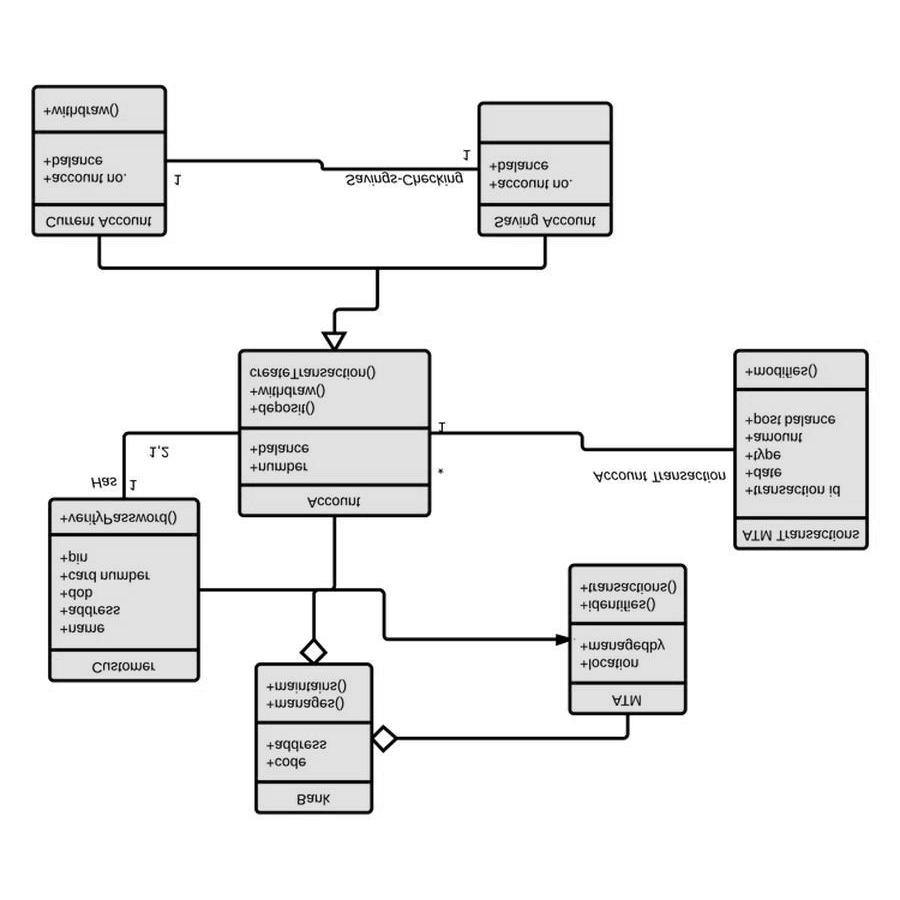 Bank
+code
+address
+manages()
+maintains()
ATM
+location
+managedby
+identifies()
+transactions()
Customer
+name
+address
+dob
+card number
+pin
+verifyPassword()
Has
1
1,2
Account
+number
+balance
+deposit()
+withdraw()
createTransaction()
*
1
Account Transaction
ATM Transactions
+transaction id
+date
+type
+amount
+post balance
+modifies()
Current Account
+account no.
+balance
+withdraw()
1
Savings-Checking
1
Saving Account
+account no.
+balance